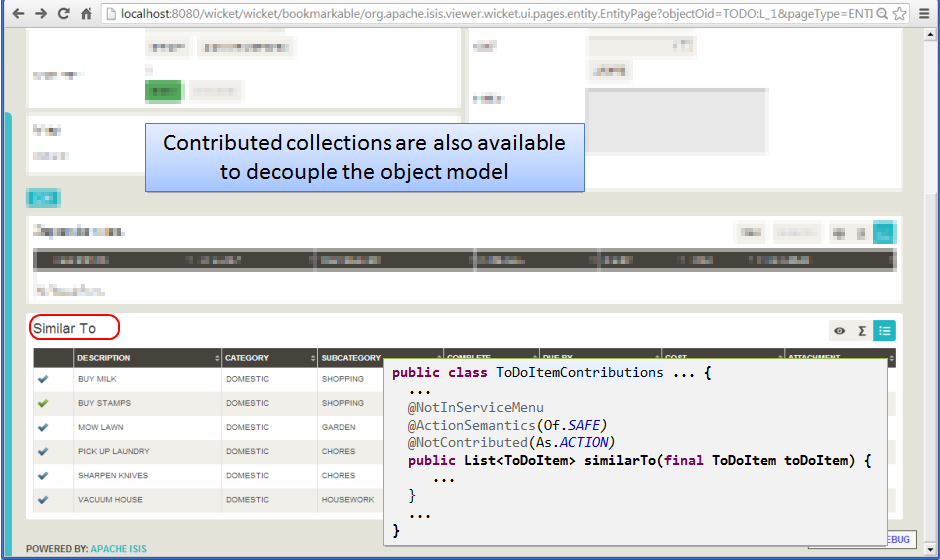 localhost:8080/wicket/wicket/bookmarkable/org.apache.isis.viewer.wicket.ui.pages.entity.EntityPage?objectOid=TODO:L_1&pageType=ENTI
Contributed collections are also available
to decouple the object model
Similar To
Σ
DESCRIPTION CATEGORY SUBCATEGORY COMPLETE DUE BY COST ATTACHMENT
BUY MILK DOMESTIC SHOPPING
BUY STAMPS DOMESTIC SHOPPING
MOW LAWN DOMESTIC GARDEN
PICK UP LAUNDRY DOMESTIC CHORES
SHARPEN KNIVES DOMESTIC CHORES
VACUUM HOUSE DOMESTIC HOUSEWORK
public class ToDoItemContributions ... {
...
@NotInServiceMenu
@ActionSemantics(Of.SAFE)
@NotContributed(As.ACTION)
public List<ToDoItem> similarTo(final ToDoItem toDoItem) {
...
}
...
}
POWERED BY: APACHE ISIS
EBUG